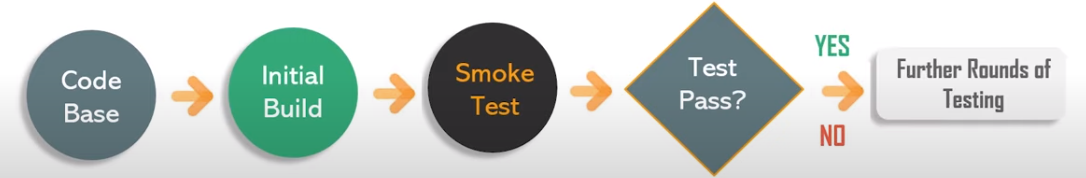 Code
Base
Initial
Build
Smoke
Test
Test
Pass?
YES
NO
Further Rounds of
Testing